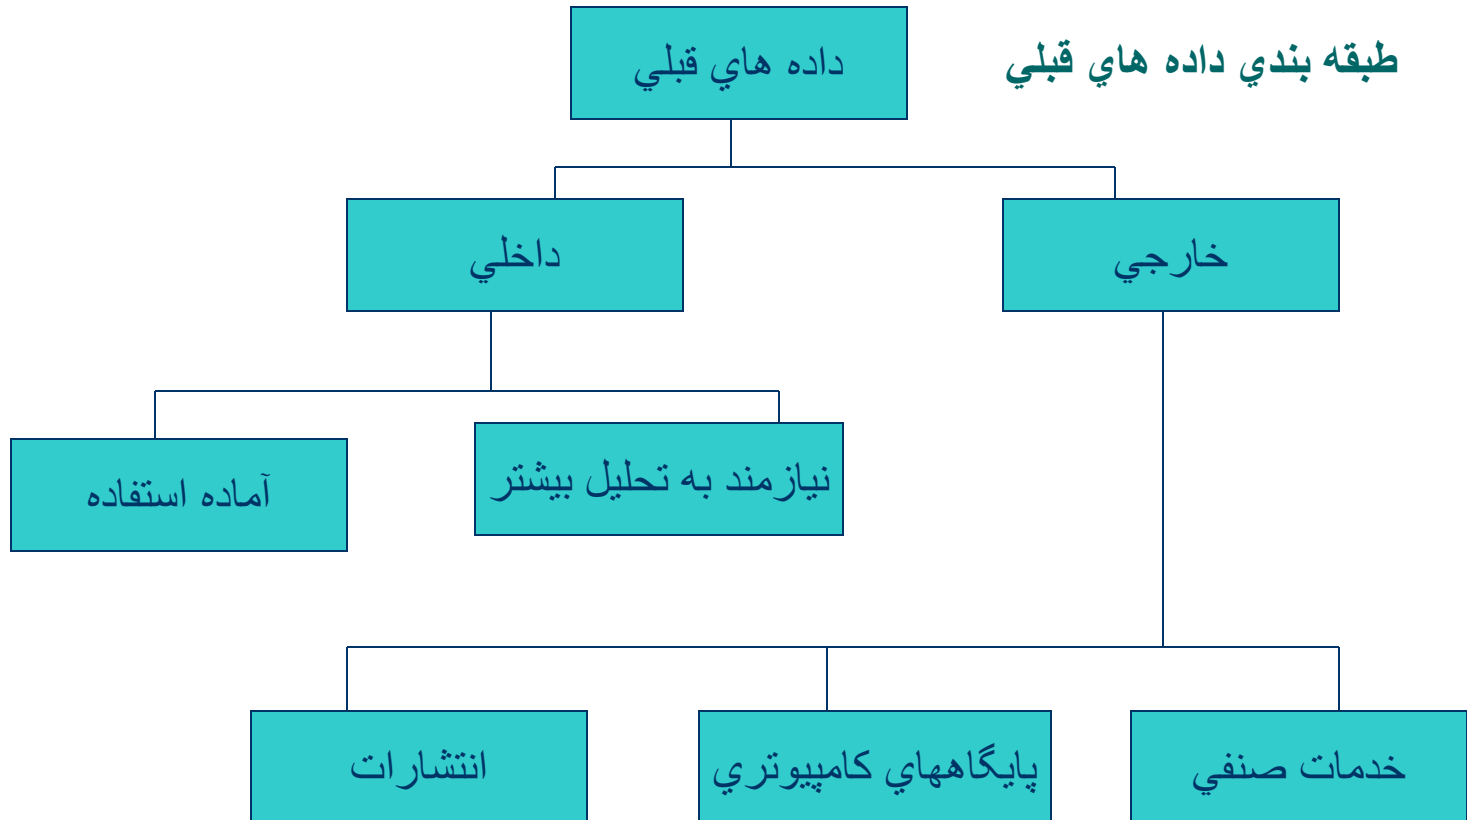 طبقه بندي داده هاي قبلي
داده هاي قبلي
خارجي
داخلي
نيازمند به تحليل بيشتر
آماده استفاده
خدمات صنفي
پايگاههاي كامپيوتري
انتشارات